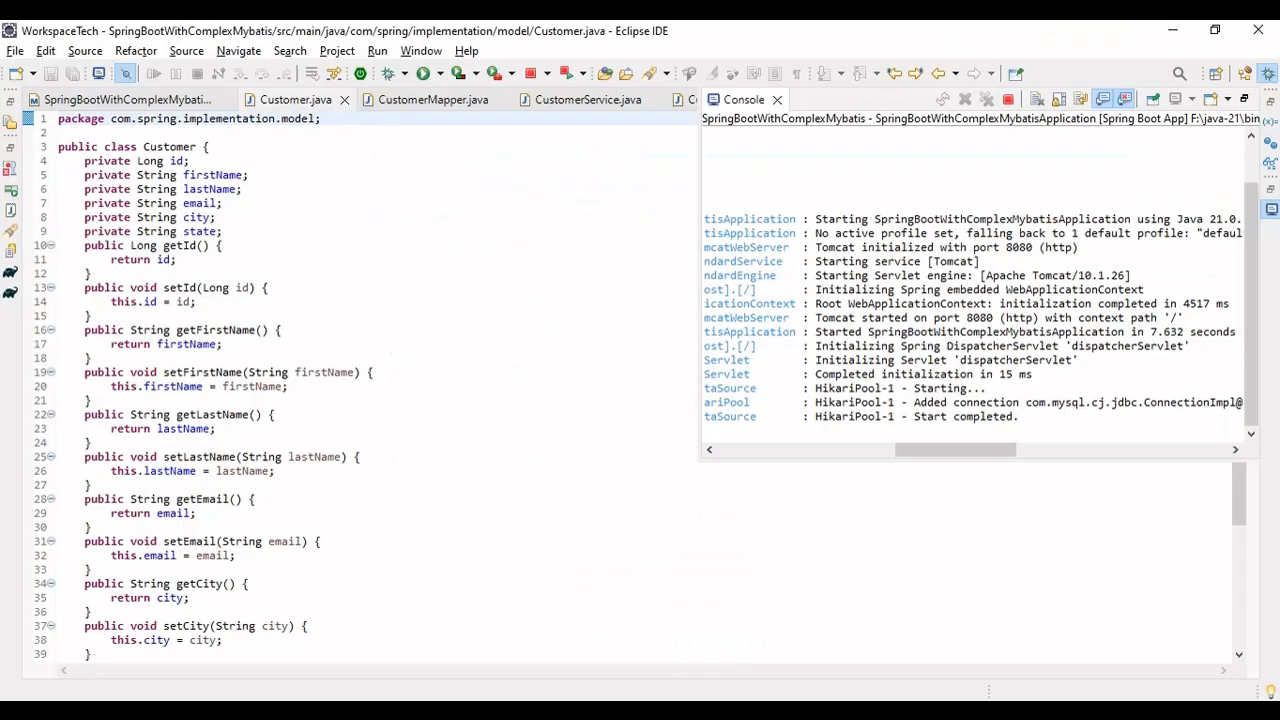 WorkspaceTech - SpringBootWithComplexMybatis/src/main/java/com/spring/implementation/model/Customer.java - Eclipse IDE
File Edit Source Refactor Source Navigate Search Project Run Window Help
SpringBootWithComplexMybati... Customer.java CustomerMapper.java CustomerService.java C
1 package com.spring.implementation.model;
2
3 public class Customer {
4 private Long id;
5 private String firstName;
6 private String lastName;
7 private String email;
8 private String city;
9 private String state;
10 public Long getId() {
11 return id;
12 }
13 public void setId(Long id) {
14 this.id = id;
15 }
16 public String getFirstName() {
17 return firstName;
18 }
19 public void setFirstName(String firstName) {
20 this.firstName = firstName;
21 }
22 public String getLastName() {
23 return lastName;
24 }
25 public void setLastName(String lastName) {
26 this.lastName = lastName;
27 }
28 public String getEmail() {
29 return email;
30 }
31 public void setEmail(String email) {
32 this.email = email;
33 }
34 public String getCity() {
35 return city;
36 }
37 public void setCity(String city) {
38 this.city = city;
39 }
Console
SpringBootWithComplexMybatis - SpringBootWithComplexMybatisApplication [Spring Boot App] F:\java-21\bin
tisApplication : Starting SpringBootWithComplexMybatisApplication using Java 21.0.
tisApplication : No active profile set, falling back to 1 default profile: "defaul
mcatWebServer : Tomcat initialized with port 8080 (http)
ndardService : Starting service [Tomcat]
ndardEngine : Starting Servlet engine: [Apache Tomcat/10.1.26]
ost].[/] : Initializing Spring embedded WebApplicationContext
icationContext : Root WebApplicationContext: initialization completed in 4517 ms
mcatWebServer : Tomcat started on port 8080 (http) with context path '/'
tisApplication : Started SpringBootWithComplexMybatisApplication in 7.632 seconds
ost].[/] : Initializing Spring DispatcherServlet 'dispatcherServlet'
Servlet : Initializing Servlet 'dispatcherServlet'
Servlet : Completed initialization in 15 ms
taSource : HikariPool-1 - Starting...
ariPool : HikariPool-1 - Added connection com.mysql.cj.jdbc.ConnectionImpl@
taSource : HikariPool-1 - Start completed.